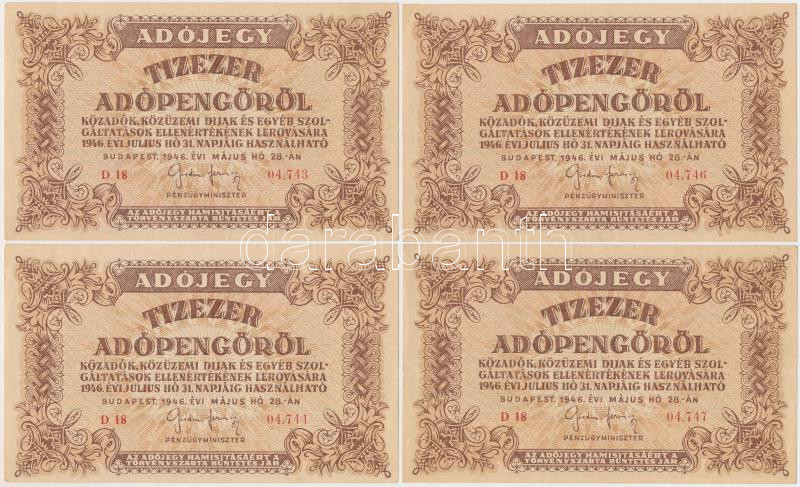 ADÓJEGY
TIZEZER
ADÓPENGŐRŐL
KÖZADÓK, KÖZÜZEMI DIJAK ÉS EGYÉB SZOL-
GÁLTATÁSOK ELLENÉRTÉKÉNEK LEROVÁSÁRA
1946. ÉVI JULIUS HÓ 31. NAPJÁIG HASZNÁLHATÓ
BUDAPEST, 1946. ÉVI MÁJUS HÓ 28.-ÁN
D 18 04.743
PÉNZÜGYMINISZTER
AZ ADÓJEGY HAMISITÁSÁÉRT A
TÖRVÉNYSZABTA BÜNTETÉS JÁR
ADÓJEGY
TIZEZER
ADÓPENGŐRŐL
KÖZADÓK, KÖZÜZEMI DIJAK ÉS EGYÉB SZOL-
GÁLTATÁSOK ELLENÉRTÉKÉNEK LEROVÁSÁRA
1946. ÉVI JULIUS HÓ 31. NAPJÁIG HASZNÁLHATÓ
BUDAPEST, 1946. ÉVI MÁJUS HÓ 28.-ÁN
D 18 04.746
PÉNZÜGYMINISZTER
AZ ADÓJEGY HAMISITÁSÁÉRT A
TÖRVÉNYSZABTA BÜNTETÉS JÁR
darabanth
ADÓJEGY
TIZEZER
ADÓPENGŐRŐL
KÖZADÓK, KÖZÜZEMI DIJAK ÉS EGYÉB SZOL-
GÁLTATÁSOK ELLENÉRTÉKÉNEK LEROVÁSÁRA
1946. ÉVI JULIUS HÓ 31. NAPJÁIG HASZNÁLHATÓ
BUDAPEST, 1946. ÉVI MÁJUS HÓ 28.-ÁN
D 18 04.744
PÉNZÜGYMINISZTER
AZ ADÓJEGY HAMISITÁSÁÉRT A
TÖRVÉNYSZABTA BÜNTETÉS JÁR
ADÓJEGY
TIZEZER
ADÓPENGŐRŐL
KÖZADÓK, KÖZÜZEMI DIJAK ÉS EGYÉB SZOL-
GÁLTATÁSOK ELLENÉRTÉKÉNEK LEROVÁSÁRA
1946. ÉVI JULIUS HÓ 31. NAPJÁIG HASZNÁLHATÓ
BUDAPEST, 1946. ÉVI MÁJUS HÓ 28.-ÁN
D 18 04.747
PÉNZÜGYMINISZTER
AZ ADÓJEGY HAMISITÁSÁÉRT A
TÖRVÉNYSZABTA BÜNTETÉS JÁR